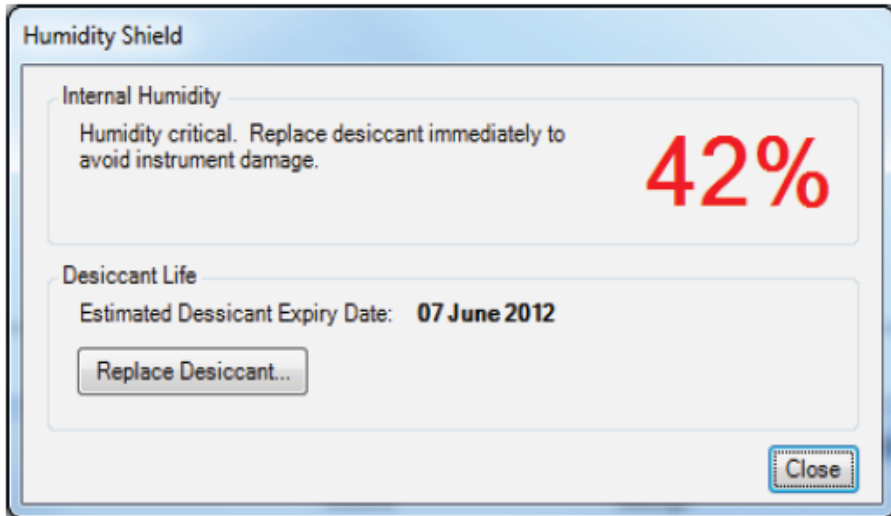 Humidity Shield
Internal Humidity
Humidity critical.  Replace desiccant immediately to
avoid instrument damage.
42%
Desiccant Life
Estimated Dessicant Expiry Date: 07 June 2012
Replace Desiccant...
Close